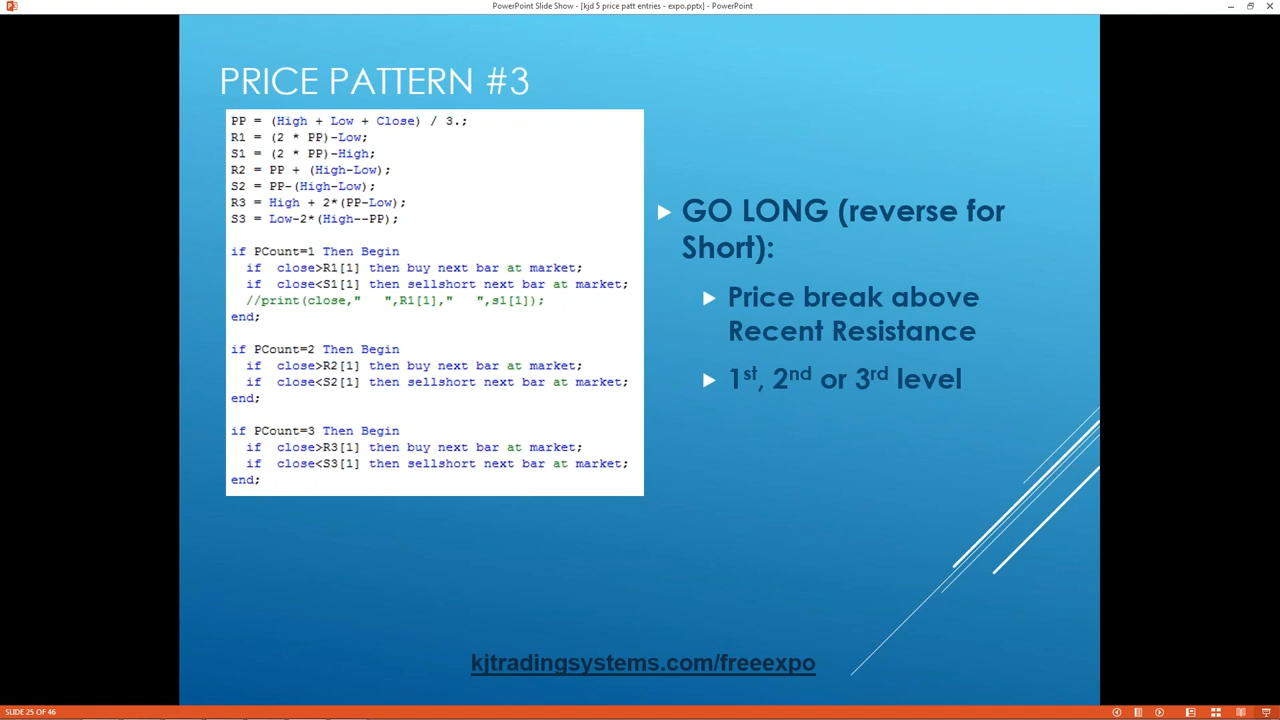 PowerPoint Slide Show - [kjd 5 price patt entries - expo.pptx] - PowerPoint
PRICE PATTERN #3
PP = (High + Low + Close) / 3.;
R1 = (2 * PP)-Low;
S1 = (2 * PP)-High;
R2 = PP + (High-Low);
S2 = PP-(High-Low);
R3 = High + 2*(PP-Low);
S3 = Low-2*(High--PP);
if PCount=1 Then Begin
if close>R1[1] then buy next bar at market;
if close<S1[1] then sellshort next bar at market;
//print(close,"   ",R1[1],"   ",s1[1]);
end;
if PCount=2 Then Begin
if close>R2[1] then buy next bar at market;
if close<S2[1] then sellshort next bar at market;
end;
if PCount=3 Then Begin
if close>R3[1] then buy next bar at market;
if close<S3[1] then sellshort next bar at market;
end;
GO LONG (reverse for
Short):
Price break above
Recent Resistance
1st, 2nd or 3rd level
kjtradingsystems.com/freeexpo
SLIDE 25 OF 46